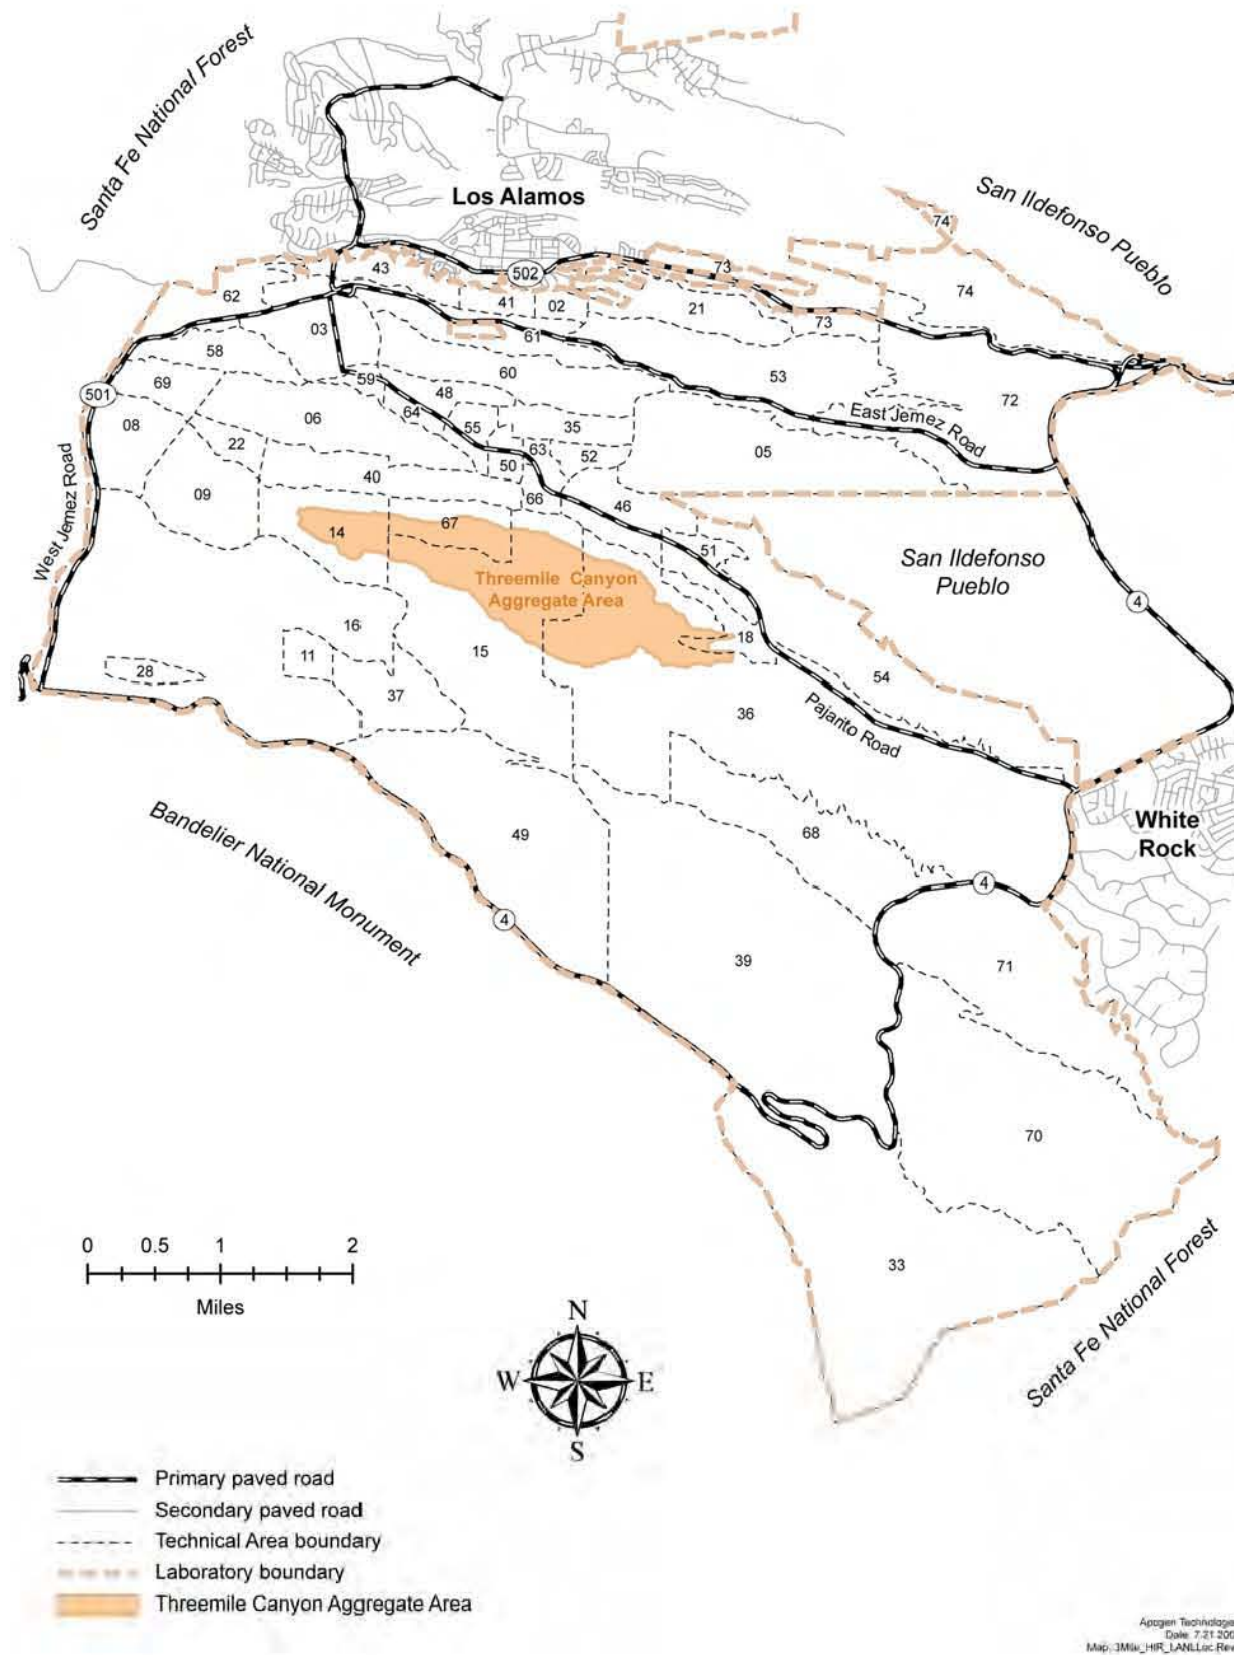 Santa Fe National Forest
Los Alamos
San Ildefonso Pueblo
74
74
43
502
73
62
41
02
21
73
03
61
58
53
60
59
69
48
72
501
64
08
06
55
35
East Jemez Road
22
63
52
05
50
40
09
66
46
West Jemez Road
14
67
51
San Ildefonso
Pueblo
Threemile Canyon
Aggregate Area
4
16
18
11
15
28
54
37
36
Pajarito Road
Bandelier National Monument
49
68
White
Rock
4
4
39
71
70
33
Santa Fe National Forest
0 0.5 1 2
Miles
N
W E
S
Primary paved road
Secondary paved road
Technical Area boundary
Laboratory boundary
Threemile Canyon Aggregate Area
Apogen
Date: 7.21
Map: